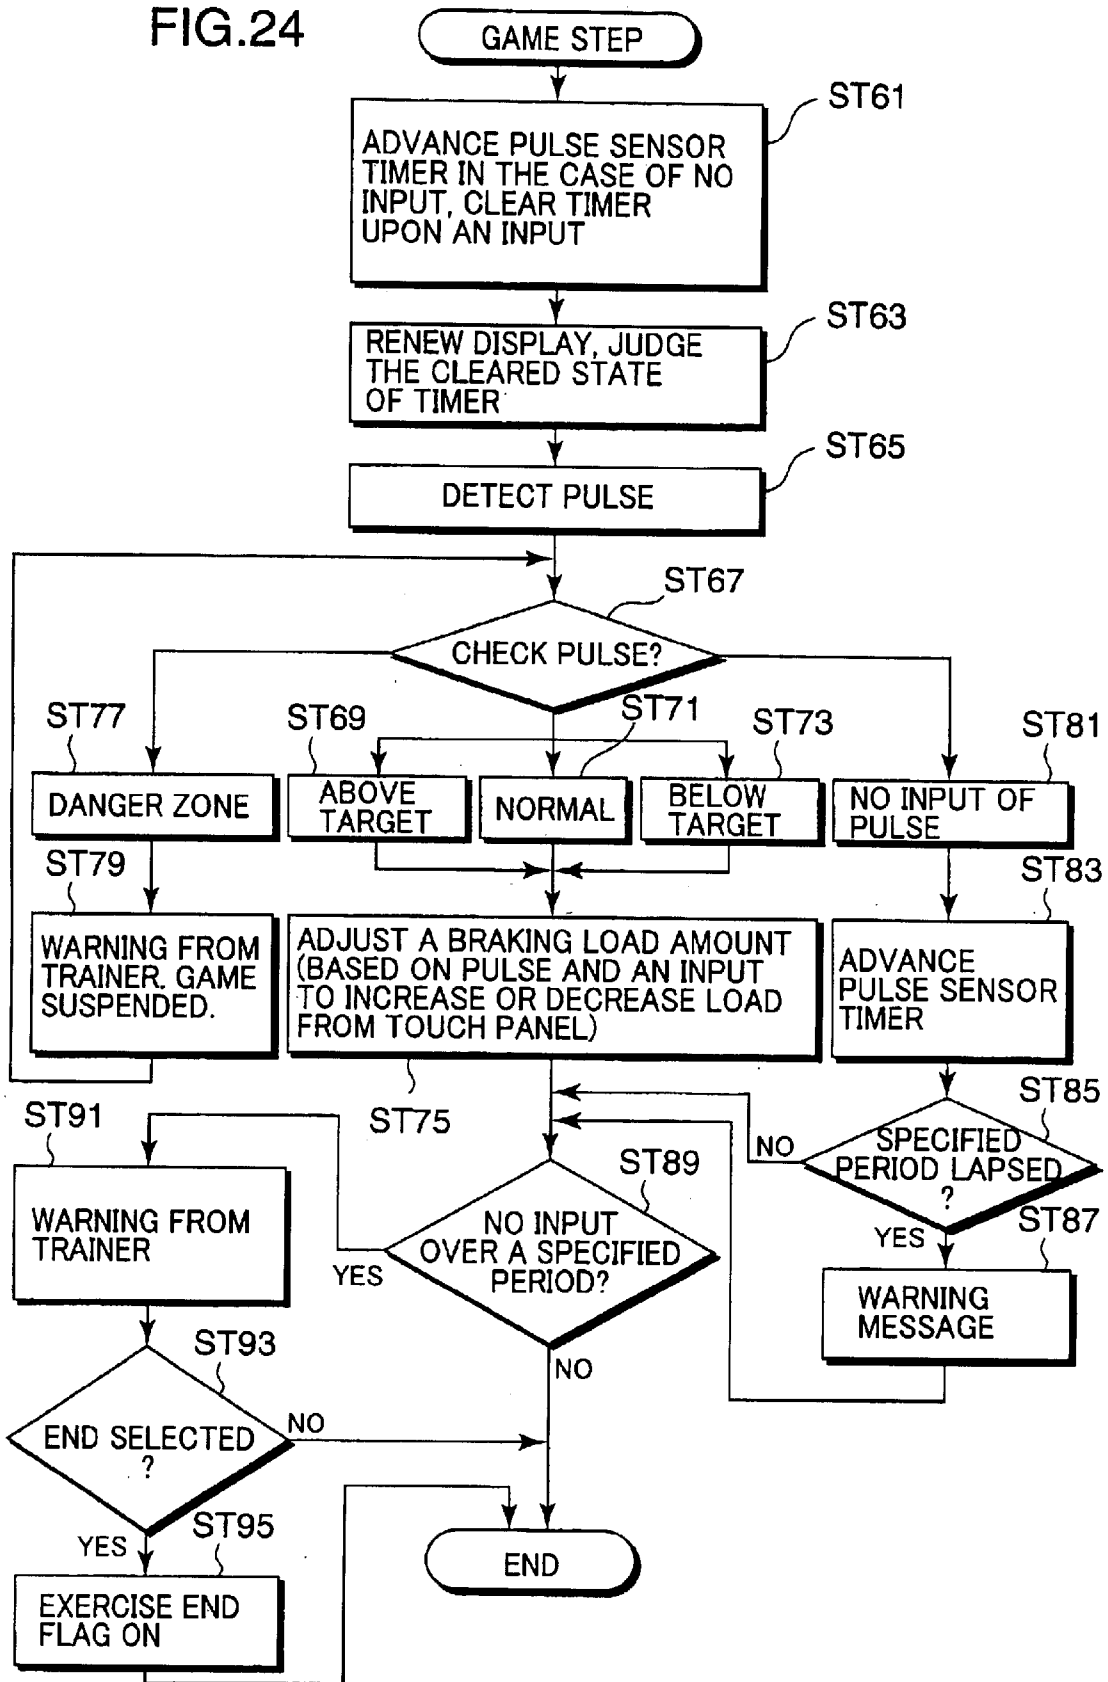 FIG.24
GAME STEP
ST61
ADVANCE PULSE SENSOR
TIMER IN THE CASE OF NO
INPUT, CLEAR TIMER
UPON AN INPUT
ST63
RENEW DISPLAY, JUDGE
THE CLEARED STATE
OF TIMER
ST65
DETECT PULSE
ST67
CHECK PULSE?
ST77
DANGER ZONE
ST69
ABOVE
TARGET
ST71
NORMAL
ST73
BELOW
TARGET
ST81
NO INPUT OF
PULSE
ST79
WARNING FROM
TRAINER. GAME
SUSPENDED.
ADJUST A BRAKING LOAD AMOUNT
(BASED ON PULSE AND AN INPUT
TO INCREASE OR DECREASE LOAD
FROM TOUCH PANEL)
ST75
ST83
ADVANCE
PULSE SENSOR
TIMER
ST85
SPECIFIED
PERIOD LAPSED
?
NO
YES
ST87
WARNING
MESSAGE
ST89
NO INPUT
OVER A SPECIFIED
PERIOD?
YES
NO
ST91
WARNING FROM
TRAINER
ST93
END SELECTED
?
NO
YES
ST95
EXERCISE END
FLAG ON
END